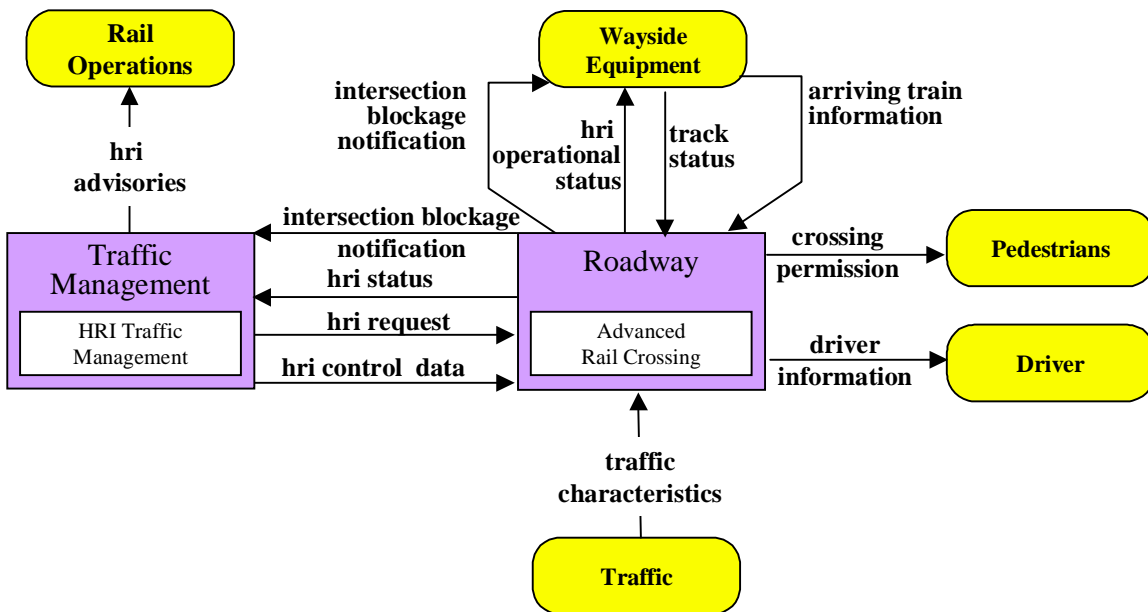 Rail
Operations
Wayside
Equipment
intersection
blockage
notification
hri
operational
status
track
status
arriving train
information
hri
advisories
intersection blockage
notification
hri status
hri request
hri control  data
Traffic
Management
HRI Traffic
Management
Roadway
Advanced
Rail Crossing
crossing
permission
Pedestrians
driver
information
Driver
traffic
characteristics
Traffic